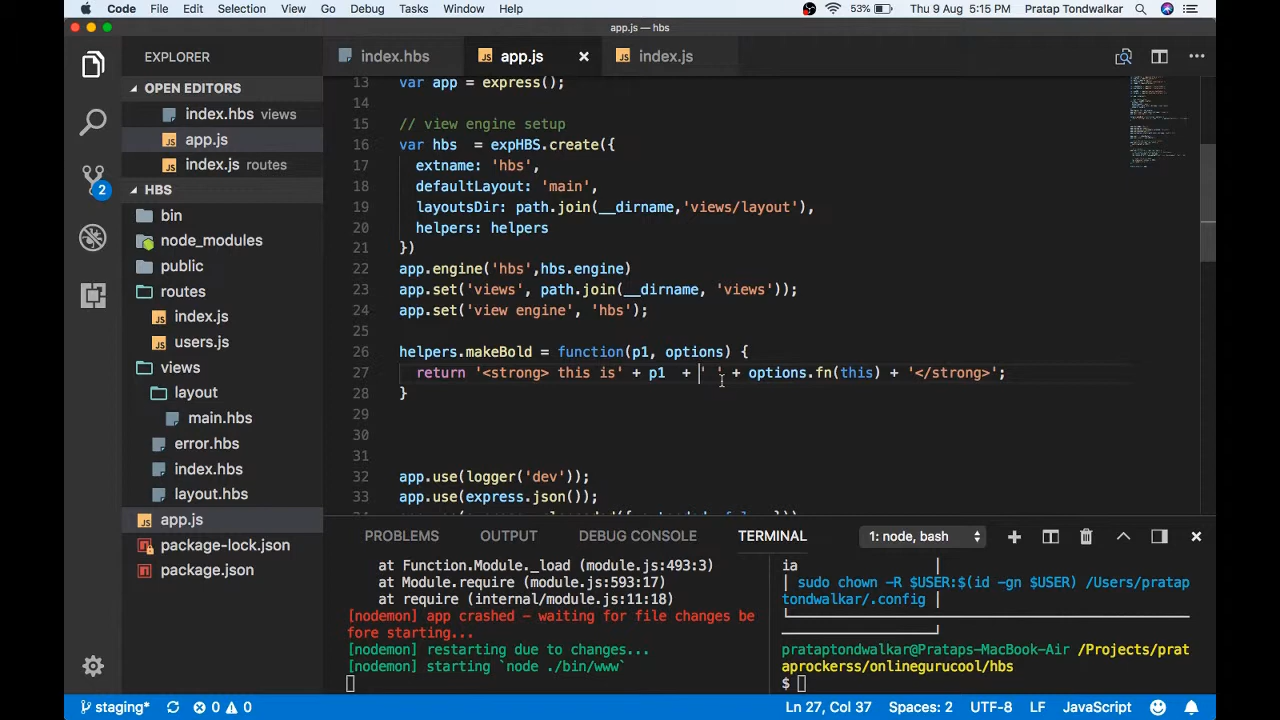 Code File Edit Selection View Go Debug Tasks Window Help 53% Thu 9 Aug 5:15 PM Pratap Tondwalkar
app.js — hbs
EXPLORER
OPEN EDITORS
index.hbs views
app.js
index.js routes
HBS
bin
node_modules
public
routes
index.js
users.js
views
layout
main.hbs
error.hbs
index.hbs
layout.hbs
app.js
package-lock.json
package.json
index.hbs app.js index.js
13 var app = express();
14
15 // view engine setup
16 var hbs  = expHBS.create({
17 extname: 'hbs',
18 defaultLayout: 'main',
19 layoutsDir: path.join(__dirname,'views/layout'),
20 helpers: helpers
21 })
22 app.engine('hbs',hbs.engine)
23 app.set('views', path.join(__dirname, 'views'));
24 app.set('view engine', 'hbs');
25
26 helpers.makeBold = function(p1, options) {
27 return '<strong> this is' + p1  + ' ' + options.fn(this) + '</strong>';
28 }
29
30
31
32 app.use(logger('dev'));
33 app.use(express.json());
PROBLEMS OUTPUT DEBUG CONSOLE TERMINAL 1: node, bash
at Function.Module._load (module.js:493:3)
at Module.require (module.js:593:17)
at require (internal/module.js:11:18)
[nodemon] app crashed - waiting for file changes be
fore starting...
[nodemon] restarting due to changes...
[nodemon] starting `node ./bin/www`
ia |
| sudo chown -R $USER:$(id -gn $USER) /Users/pratap
tondwalkar/.config |
prataptondwalkar@Prataps-MacBook-Air /Projects/prat
aprockerss/onlinegurucool/hbs
$
2
staging* 0 0 Ln 27, Col 37 Spaces: 2 UTF-8 LF JavaScript